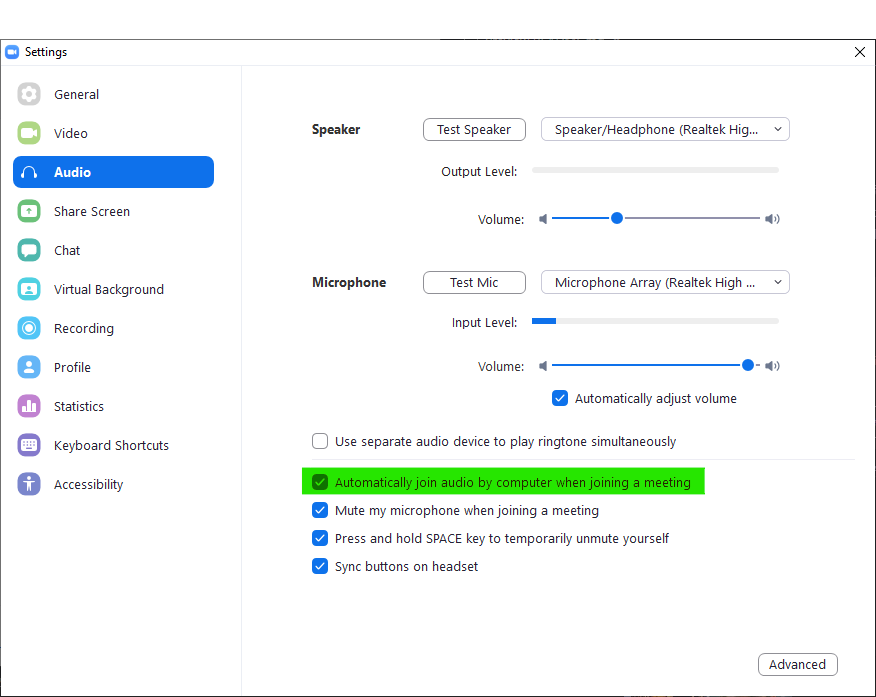 Settings
General
Video
Audio
Share Screen
Chat
Virtual Background
Recording
Profile
Statistics
Keyboard Shortcuts
Accessibility
Speaker
Test Speaker
Speaker/Headphone (Realtek Hig...
Output Level:
Volume:
Microphone
Test Mic
Microphone Array (Realtek High ...
Input Level:
Volume:
Automatically adjust volume
Use separate audio device to play ringtone simultaneously
Automatically join audio by computer when joining a meeting
Mute my microphone when joining a meeting
Press and hold SPACE key to temporarily unmute yourself
Sync buttons on headset
Advanced